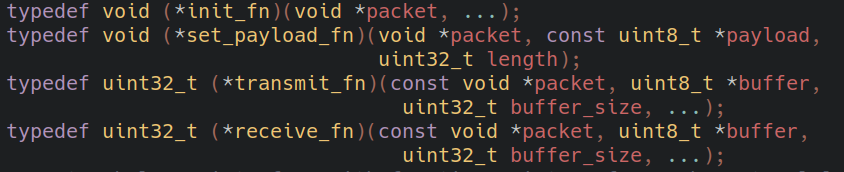 typedef void (*init_fn)(void *packet, ...);
typedef void (*set_payload_fn)(void *packet, const uint8_t *payload,
                               uint32_t length);
typedef uint32_t (*transmit_fn)(const void *packet, uint8_t *buffer,
                                 uint32_t buffer_size, ...);
typedef uint32_t (*receive_fn)(const void *packet, uint8_t *buffer,
                                 uint32_t buffer_size, ...);